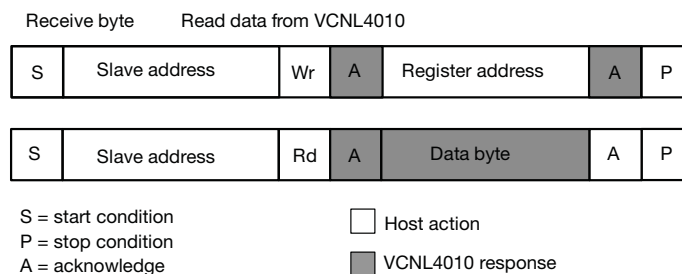 Receive byte Read data from VCNL4010
S Slave address Wr A Register address A P
S Slave address Rd A Data byte A P
S = start condition
P = stop condition
A = acknowledge
Host action
VCNL4010 response